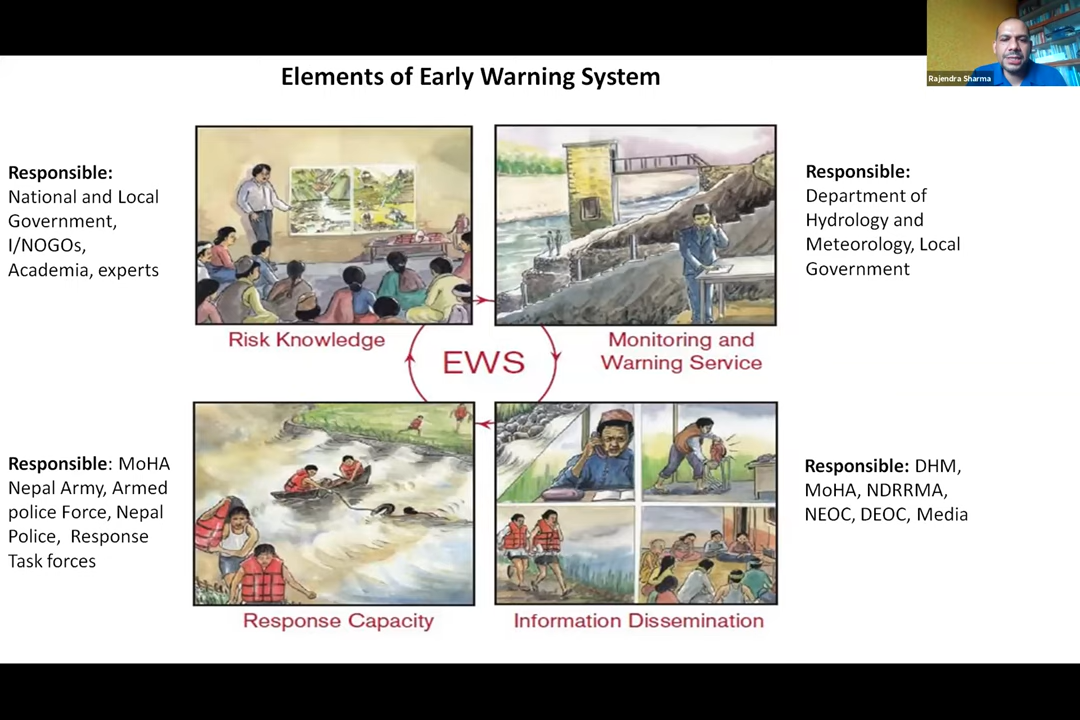 Elements of Early Warning System
Rajendra Sharma
Responsible:
National and Local
Government,
I/NOGOs,
Academia, experts
Responsible:
Department of
Hydrology and
Meteorology, Local
Government
Risk Knowledge
Monitoring and
Warning Service
EWS
Responsible: MoHA
Nepal Army, Armed
police Force, Nepal
Police, Response
Task forces
Responsible: DHM,
MoHA, NDRRMA,
NEOC, DEOC, Media
Response Capacity
Information Dissemination